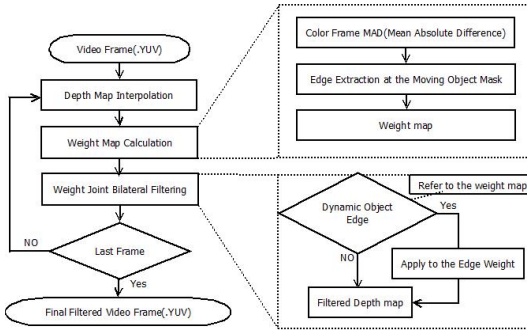 Video Frame(.YUV)
Depth Map Interpolation
Weight Map Calculation
Weight Joint Bilateral Filtering
NO
Last Frame
Yes
Final Filtered Video Frame(.YUV)
Color Frame MAD(Mean Absolute Difference)
Edge Extraction at the Moving Object Mask
Weight map
Refer to the weight map
Dynamic Object
Edge
Yes
NO
Apply to the Edge Weight
Filtered Depth map